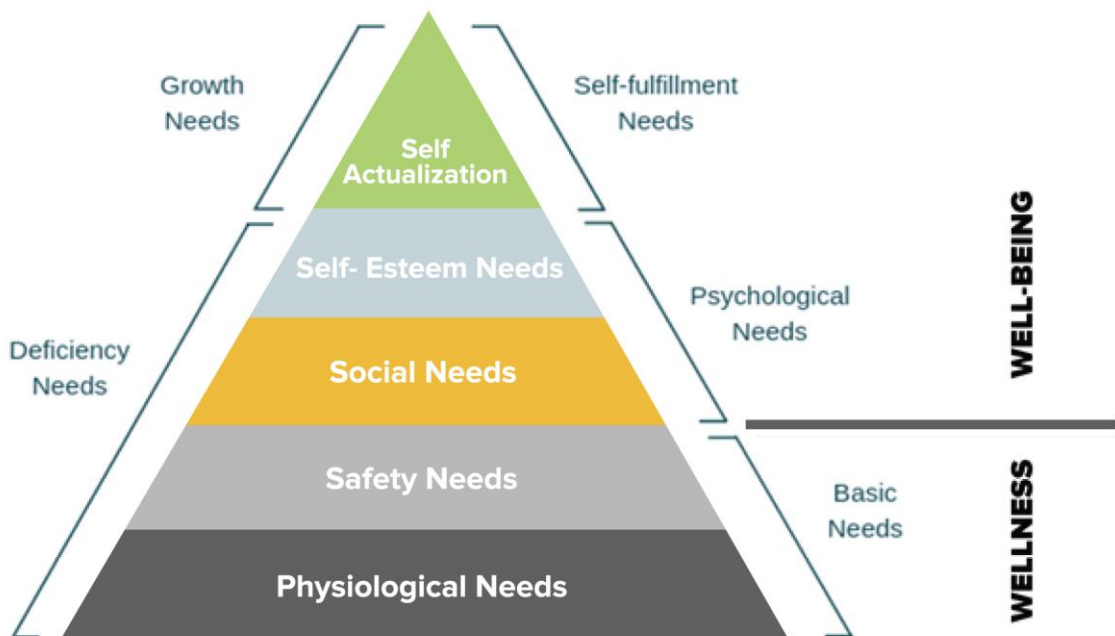 Growth
Needs
Self-fulfillment
Needs
Self
Actualization
Self- Esteem Needs
Psychological
Needs
WELL-BEING
Deficiency
Needs
Social Needs
Safety Needs
Basic
Needs
WELLNESS
Physiological Needs